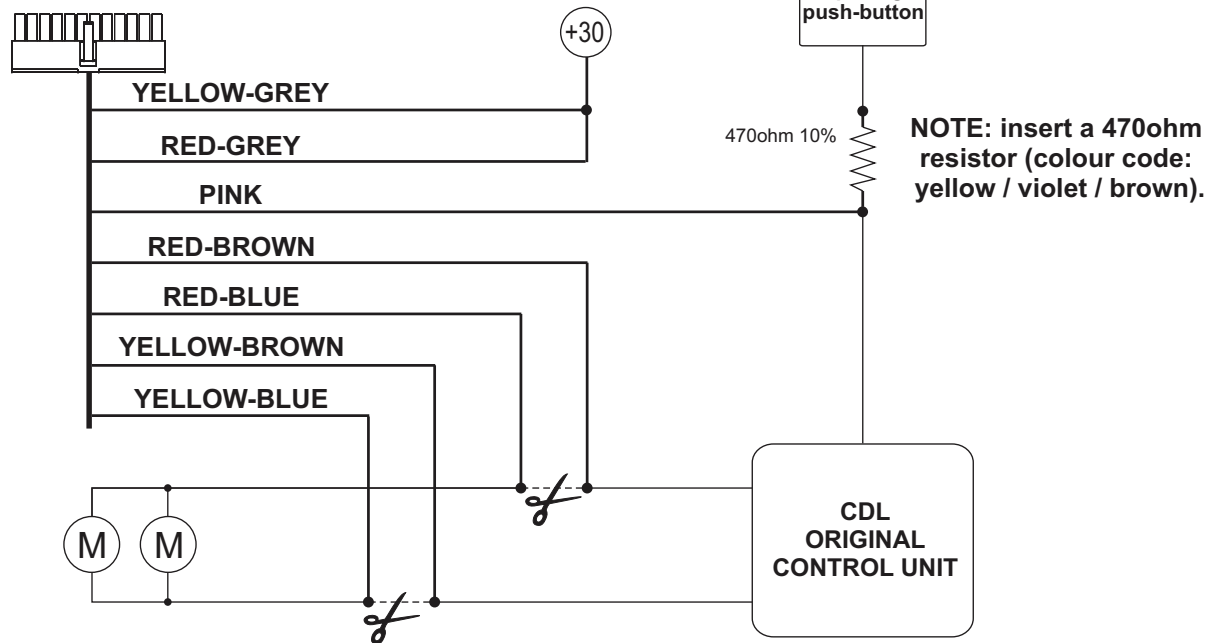 push-button
+30
YELLOW-GREY
RED-GREY
PINK
RED-BROWN
RED-BLUE
YELLOW-BROWN
YELLOW-BLUE
470ohm 10%
NOTE: insert a 470ohm
resistor (colour code:
yellow / violet / brown).
M
M
CDL
ORIGINAL
CONTROL UNIT